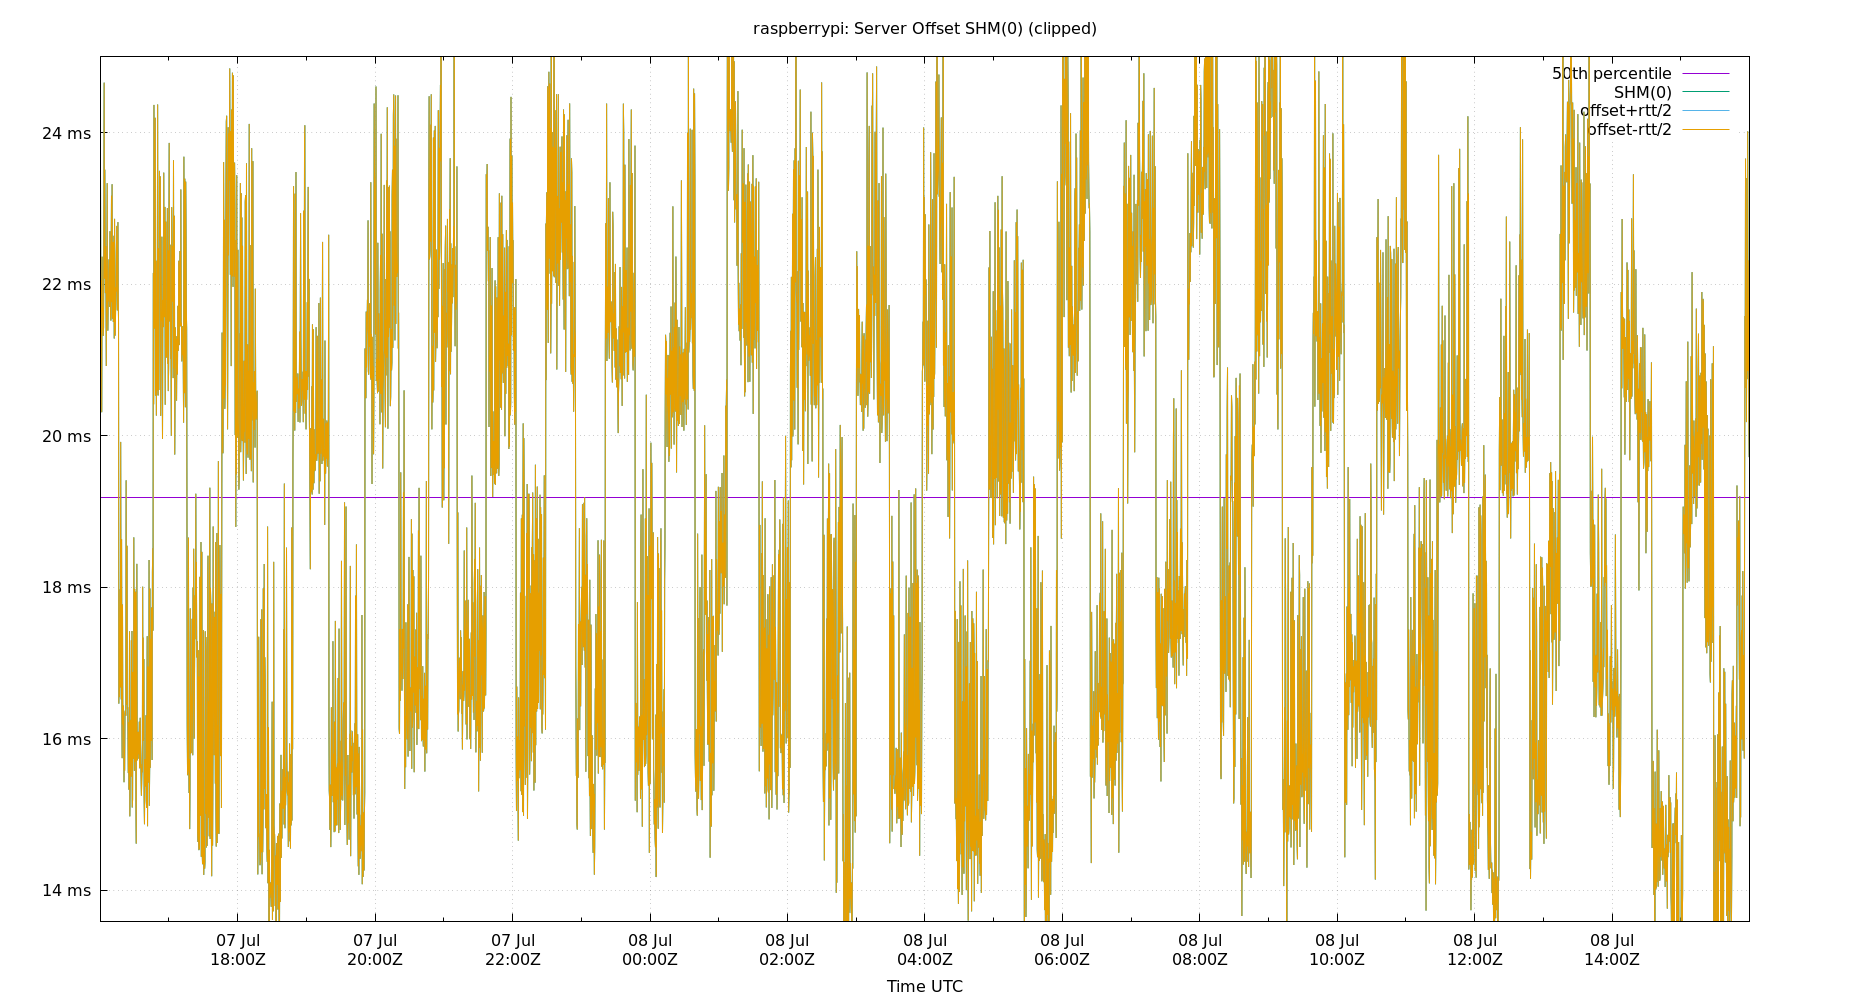 raspberrypi: Server Offset SHM(0) (clipped)
50th percentile
SHM(0)
offset+rtt/2
offset-rtt/2
24 ms
22 ms
20 ms
18 ms
16 ms
14 ms
07 Jul 07 Jul 07 Jul 08 Jul 08 Jul 08 Jul 08 Jul 08 Jul 08 Jul 08 Jul 08 Jul
18:00Z 20:00Z 22:00Z 00:00Z 02:00Z 04:00Z 06:00Z 08:00Z 10:00Z 12:00Z 14:00Z
Time UTC